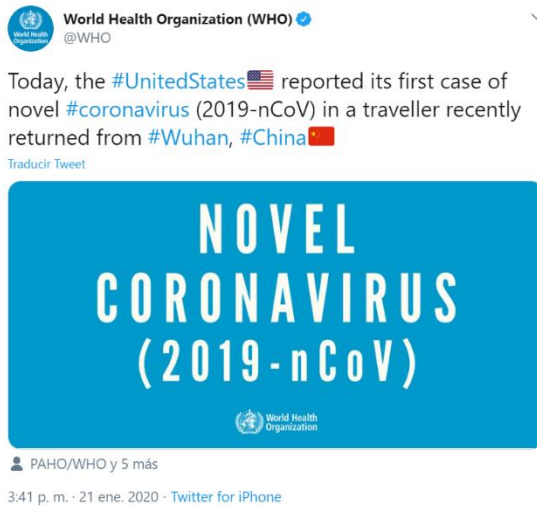 World Health Organization (WHO)
@WHO
Today, the #UnitedStates🇺🇸 reported its first case of
novel #coronavirus (2019-nCoV) in a traveller recently
returned from #Wuhan, #China🇨🇳
Traducir Tweet
NOVEL
CORONAVIRUS
(2019-nCoV)
World Health
Organization
PAHO/WHO y 5 más
3:41 p. m. · 21 ene. 2020 · Twitter for iPhone